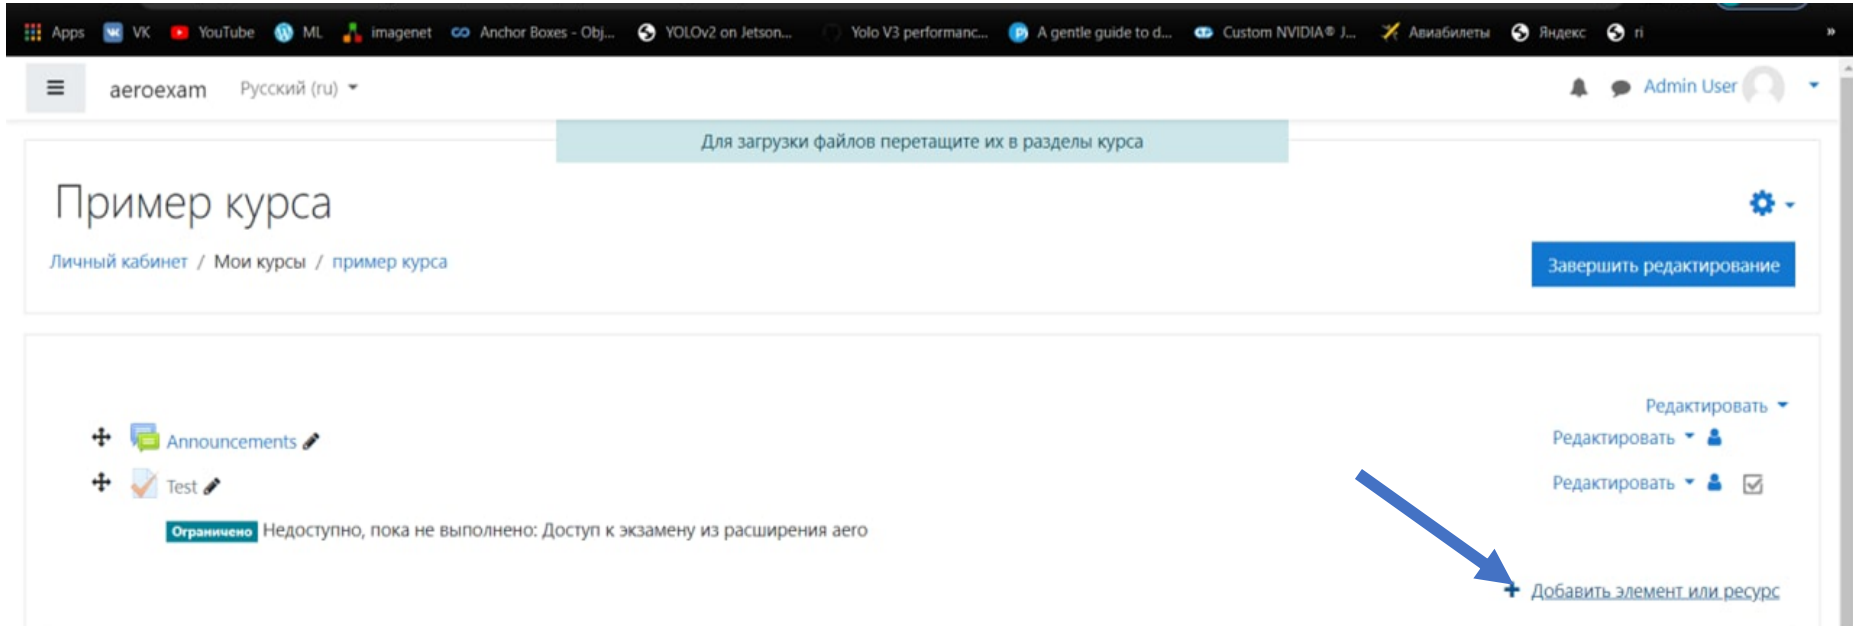 Apps VK YouTube ML imagenet Anchor Boxes - Obj... YOLOv2 on Jetson... Yolo V3 performanc... A gentle guide to d... Custom NVIDIA® J... Авиабилеты Яндекс ri »
aeroexam Русский (ru) Admin User
Для загрузки файлов перетащите их в разделы курса
Пример курса
Личный кабинет / Мои курсы / пример курса
Завершить редактирование
Редактировать
Announcements Редактировать
Test Редактировать
Ограничено Недоступно, пока не выполнено: Доступ к экзамену из расширения aero
+ Добавить элемент или ресурс